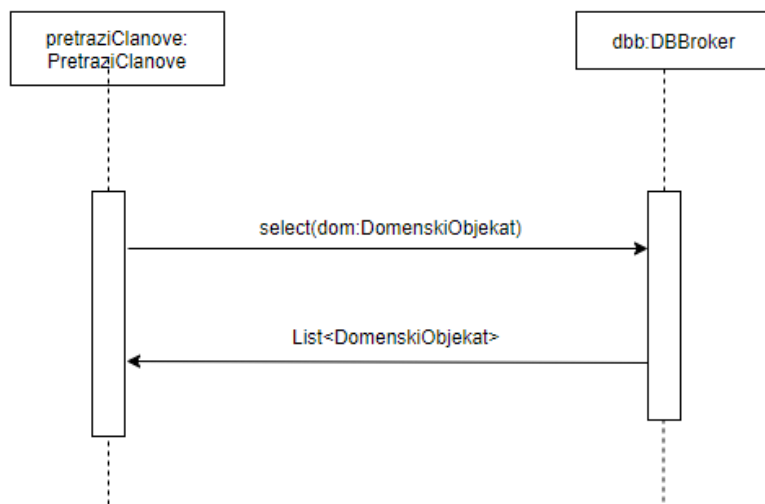 pretraziClanove:
PretraziClanove
dbb:DBBroker
select(dom:DomenskiObjekat)
List<DomenskiObjekat>